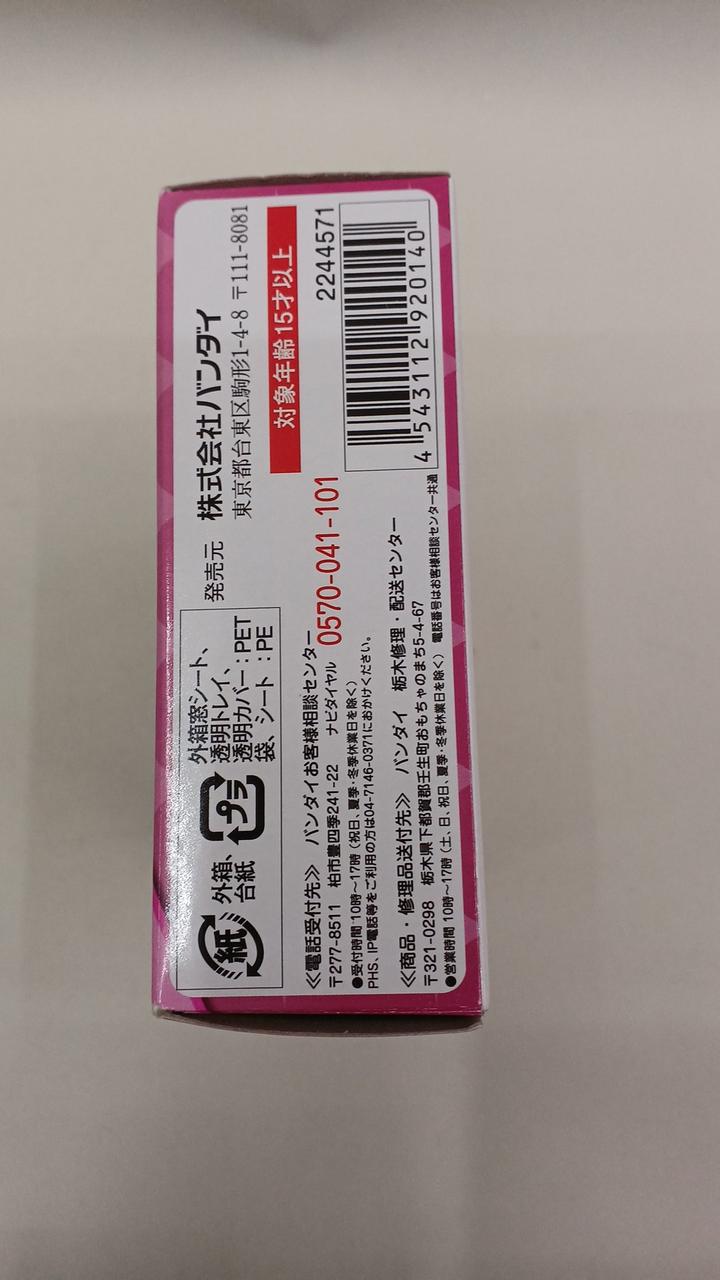 紙
外箱、
台紙
プラ
外箱窓シート、
透明トレイ、
透明カバー：PET
袋、シート：PE
発売元 株式会社バンダイ
東京都台東区駒形1-4-8 〒111-8081
対象年齢15才以上
≪電話受付先≫ バンダイお客様相談センター
〒277-8511 柏市豊四季241-22 ナビダイヤル 0570-041-101
●受付時間 10時～17時（祝日、夏季・冬季休業日を除く）
PHS、IP電話等をご利用の方は04-7146-0371におかけください。
≪商品・修理品送付先≫ バンダイ 栃木修理・配送センター
〒321-0298 栃木県下都賀郡壬生町おもちゃのまち5-4-67
●営業時間 10時～17時（土、日、祝日、夏季・冬季休業日を除く） 電話番号はお客様相談センター共通
2244571
4 543112 920140